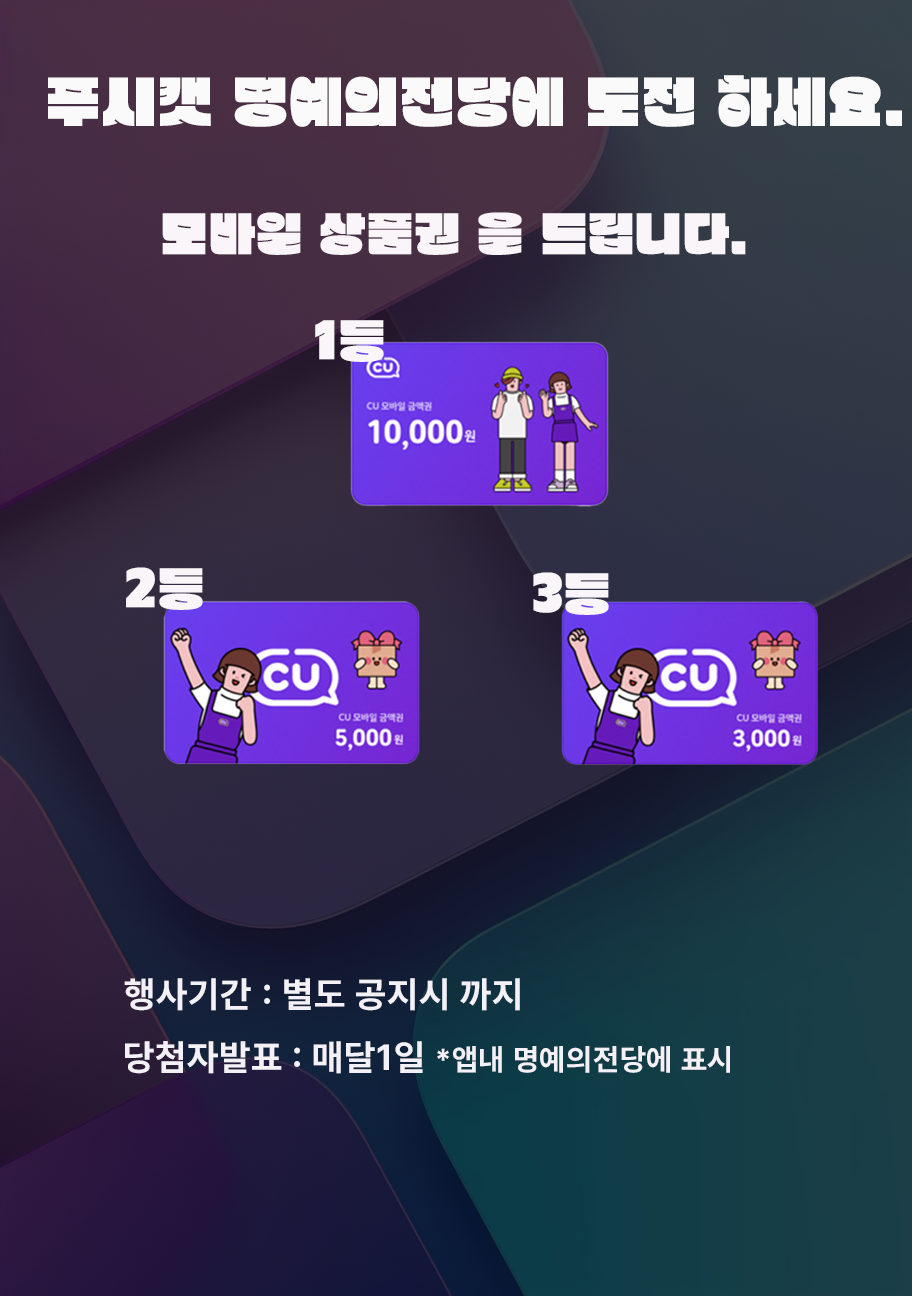 푸시캣 명예의전당에 도전 하세요.
모바일 상품권 을 드립니다.
1등
CU
CU 모바일 금액권
10,000원
2등
CU
CU 모바일 금액권
5,000원
3등
CU
CU 모바일 금액권
3,000원
행사기간 : 별도 공지시 까지
당첨자발표 : 매달1일 *앱내 명예의전당에 표시